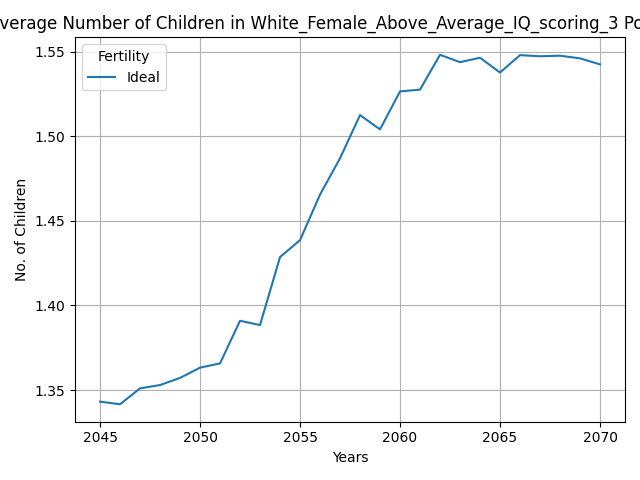 verage Number of Children in White_Female_Above_Average_IQ_scoring_3 Po
Fertility
Ideal
No. of Children
1.55
1.50
1.45
1.40
1.35
2045 2050 2055 2060 2065 2070
Years